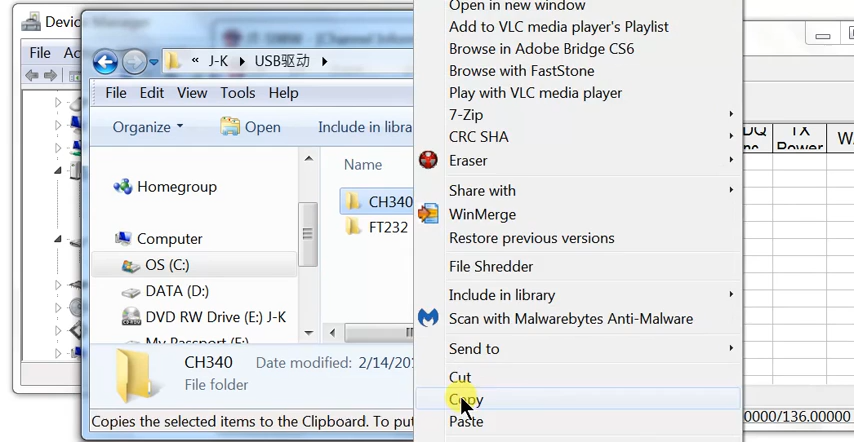 Device Manager
File Ac
« J-K ▸ USB驱动 ▸
File Edit View Tools Help
Organize Open Include in libra
Name
Homegroup
Computer
OS (C:)
DATA (D:)
DVD RW Drive (E:) J-K
My Passport (F:)
CH340
FT232
CH340 Date modified: 2/14/201
File folder
Copies the selected items to the Clipboard. To put
Open in new window
Add to VLC media player's Playlist
Browse in Adobe Bridge CS6
Browse with FastStone
Play with VLC media player
7-Zip
CRC SHA
Eraser
Share with
WinMerge
Restore previous versions
File Shredder
Include in library
Scan with Malwarebytes Anti-Malware
Send to
Cut
Copy
Paste
TX
Power
0000/136.00000